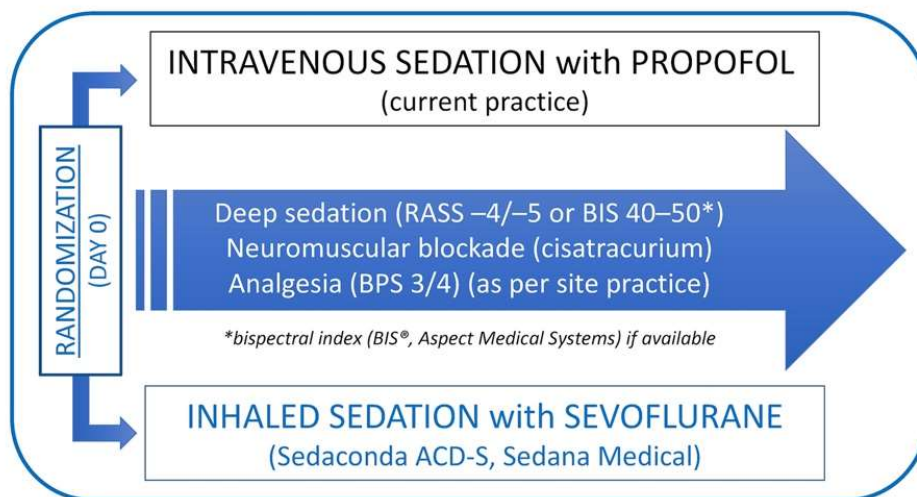 INTRAVENOUS SEDATION with PROPOFOL
(current practice)
RANDOMIZATION
(DAY 0)
Deep sedation (RASS –4/–5 or BIS 40–50*)
Neuromuscular blockade (cisatracurium)
Analgesia (BPS 3/4) (as per site practice)
*bispectral index (BIS®, Aspect Medical Systems) if available
INHALED SEDATION with SEVOFLURANE
(Sedaconda ACD-S, Sedana Medical)